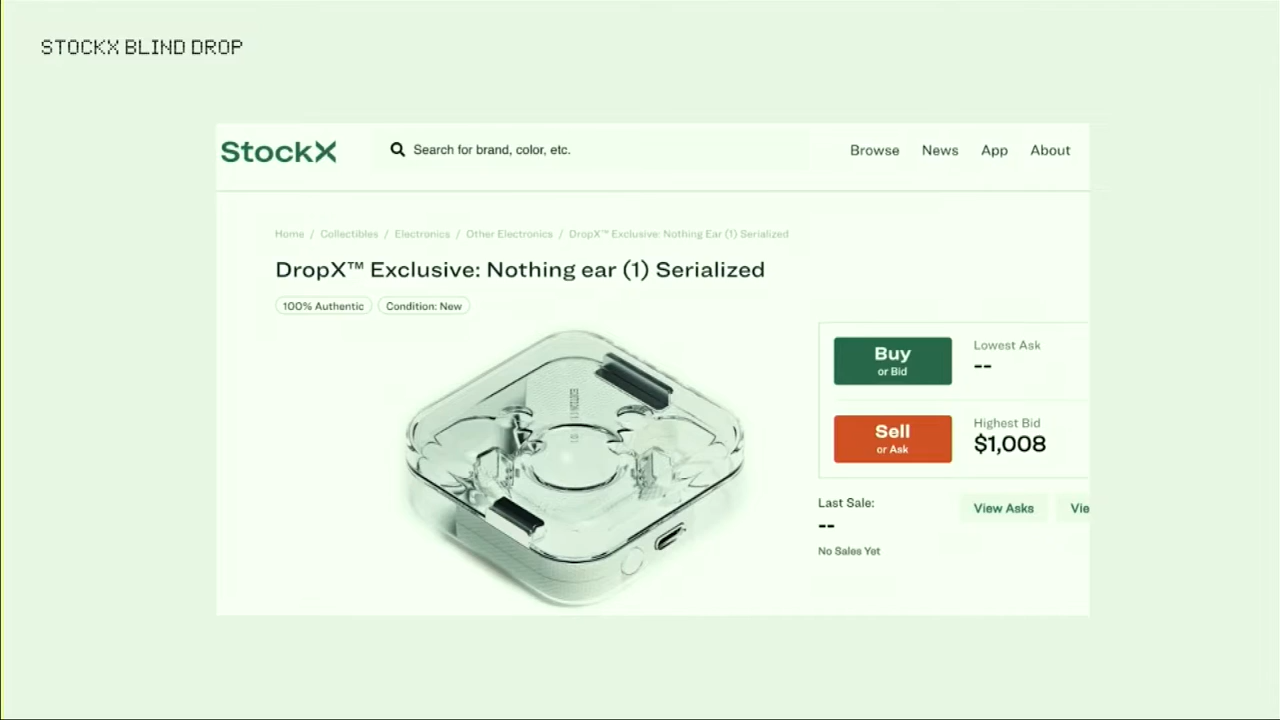 STOCKX BLIND DROP
StockX
Search for brand, color, etc.
Browse News App About
Home / Collectibles / Electronics / Other Electronics / DropX™ Exclusive: Nothing Ear (1) Serialized
DropX™ Exclusive: Nothing ear (1) Serialized
100% Authentic Condition: New
Buy
or Bid
Lowest Ask
--
Sell
or Ask
Highest Bid
$1,008
Last Sale:
--
No Sales Yet
View Asks Vie